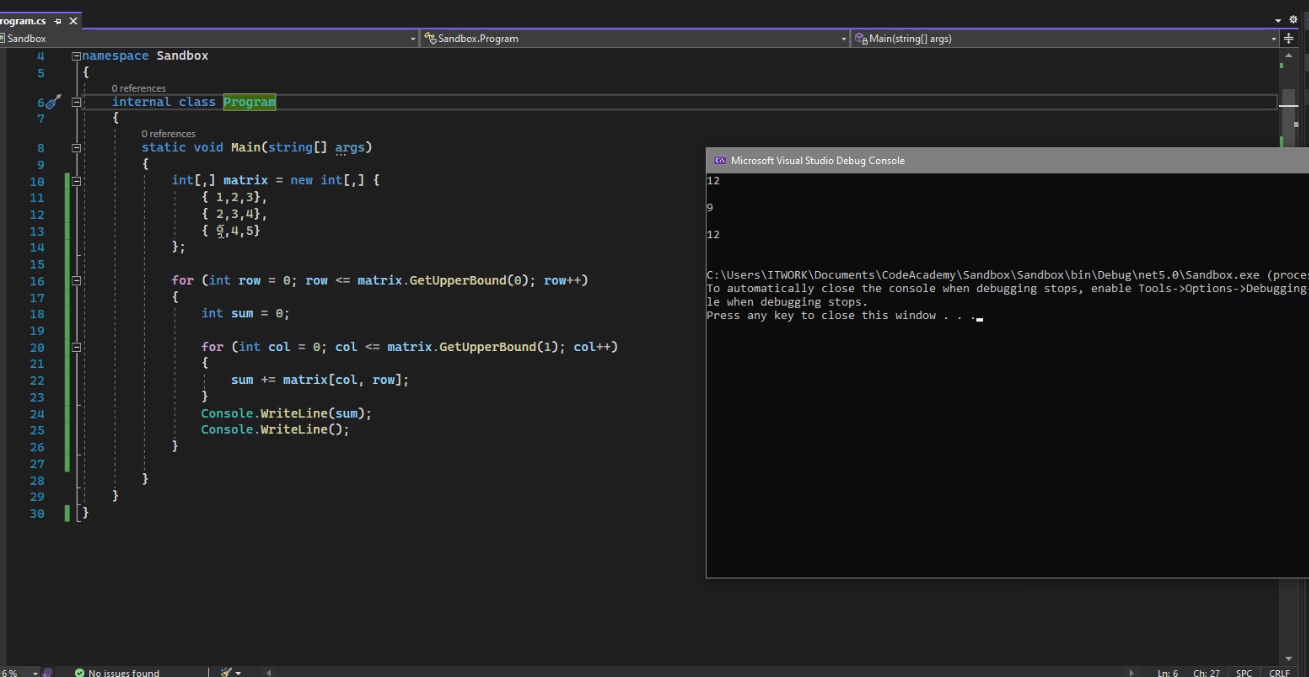 rogram.cs
Sandbox Sandbox.Program Main(string[] args)
4 namespace Sandbox
5 {
0 references
6 internal class Program
7 {
0 references
8 static void Main(string[] args)
9 {
10 int[,] matrix = new int[,] {
11 { 1,2,3},
12 { 2,3,4},
13 { 9,4,5}
14 };
15
16 for (int row = 0; row <= matrix.GetUpperBound(0); row++)
17 {
18 int sum = 0;
19
20 for (int col = 0; col <= matrix.GetUpperBound(1); col++)
21 {
22 sum += matrix[col, row];
23 }
24 Console.WriteLine(sum);
25 Console.WriteLine();
26 }
27
28 }
29 }
30 }
Microsoft Visual Studio Debug Console
12
9
12
C:\Users\ITWORK\Documents\CodeAcademy\Sandbox\Sandbox\bin\Debug\net5.0\Sandbox.exe (proces
To automatically close the console when debugging stops, enable Tools->Options->Debugging-
le when debugging stops.
Press any key to close this window . . .
6% No issues found Ln: 6 Ch: 27 SPC CRLF